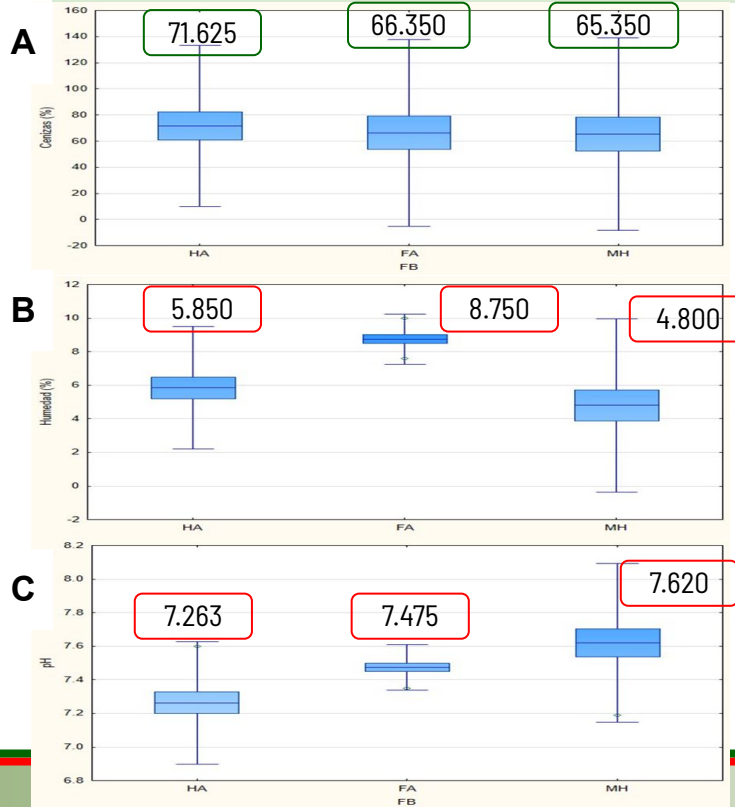 A
Cenizas (%)
160
140
120
100
80
60
40
20
0
-20
71.625
66.350
65.350
HA
FA
MH
FB
B
Humedad (%)
12
10
8
6
4
2
0
-2
5.850
8.750
4.800
HA
FA
MH
C
pH
8.2
8.0
7.8
7.6
7.4
7.2
7.0
6.8
7.263
7.475
7.620
HA
FA
MH
FB